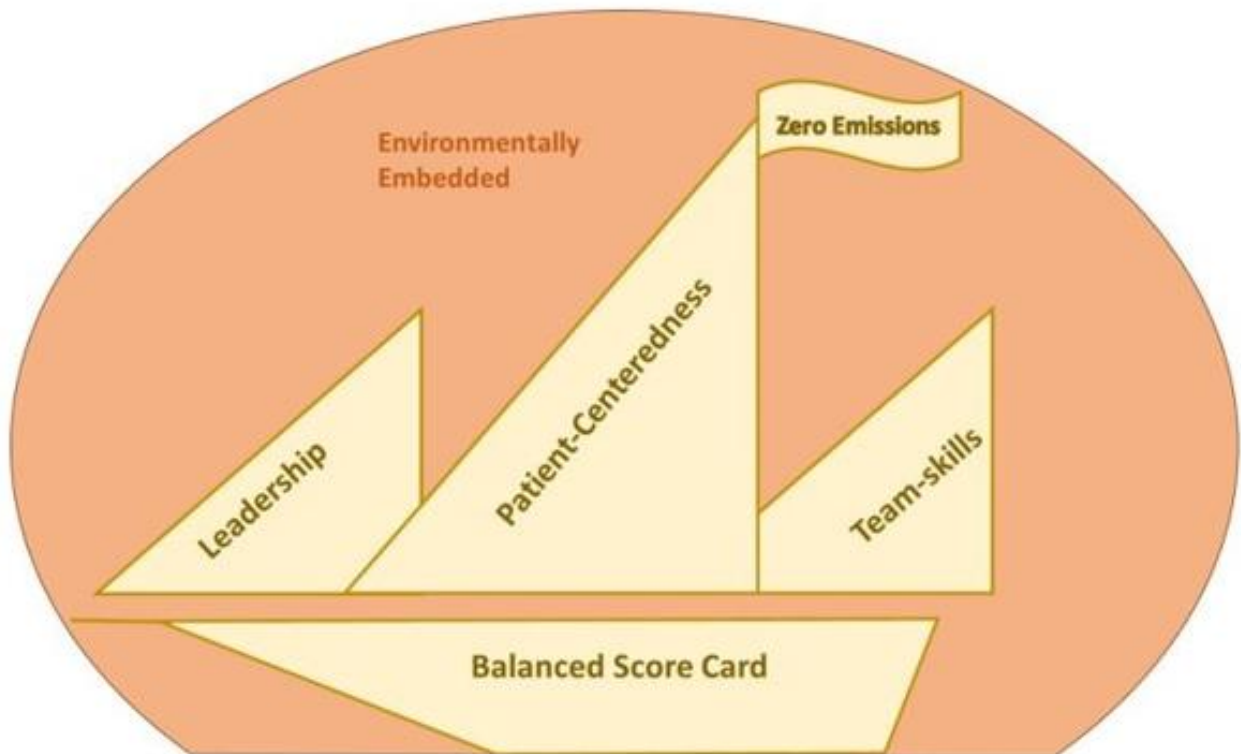 Zero Emissions
Environmentally
Embedded
Patient-Centeredness
Leadership
Team-skills
Balanced Score Card